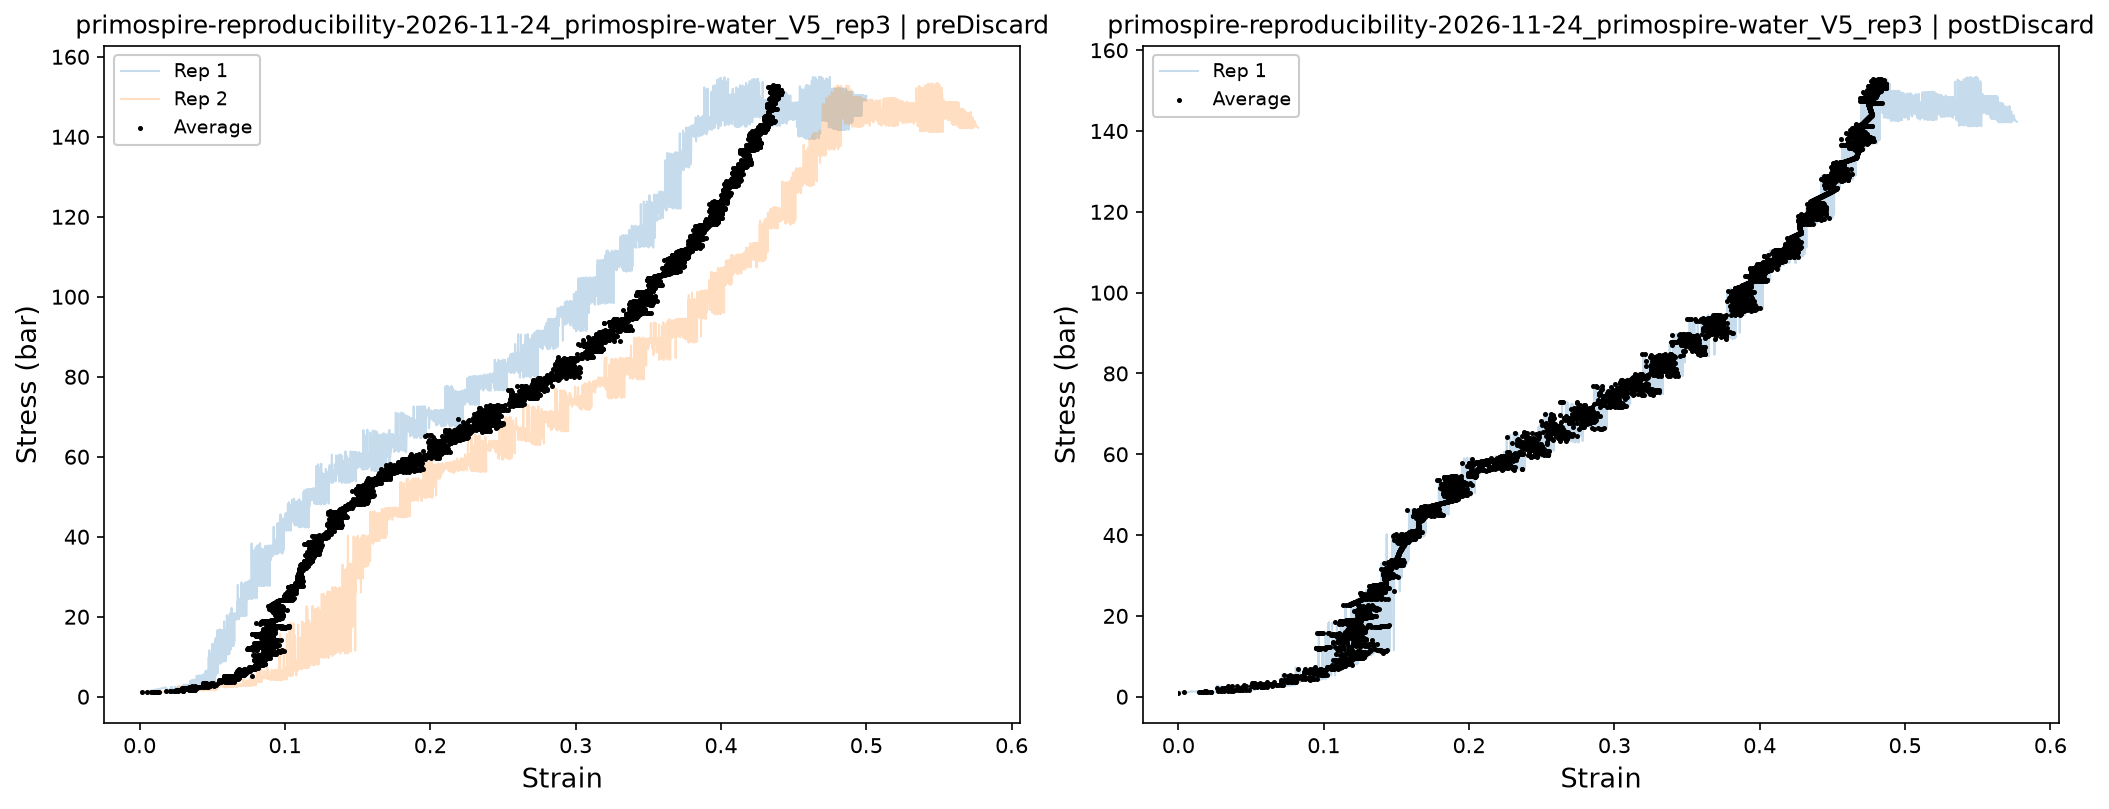 primospire-reproducibility-2026-11-24_primospire-water_V5_rep3 | preDiscard
Rep 1
Rep 2
Average
Stress (bar)
160
140
120
100
80
60
40
20
0
0.0 0.1 0.2 0.3 0.4 0.5 0.6
Strain
primospire-reproducibility-2026-11-24_primospire-water_V5_rep3 | postDiscard
Rep 1
Average
Stress (bar)
160
140
120
100
80
60
40
20
0
0.0 0.1 0.2 0.3 0.4 0.5 0.6
Strain